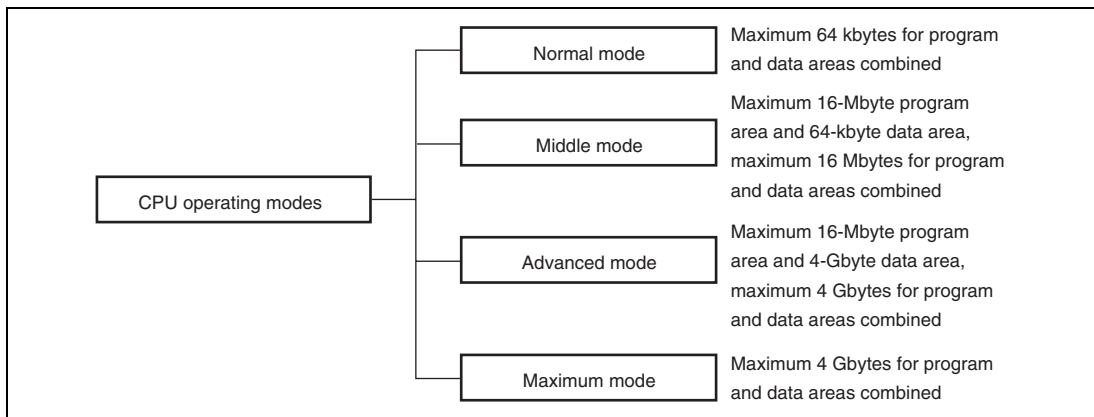 CPU operating modes
Normal mode
Maximum 64 kbytes for program
and data areas combined
Middle mode
Maximum 16-Mbyte program
area and 64-kbyte data area,
maximum 16 Mbytes for program
and data areas combined
Advanced mode
Maximum 16-Mbyte program
area and 4-Gbyte data area,
maximum 4 Gbytes for program
and data areas combined
Maximum mode
Maximum 4 Gbytes for program
and data areas combined